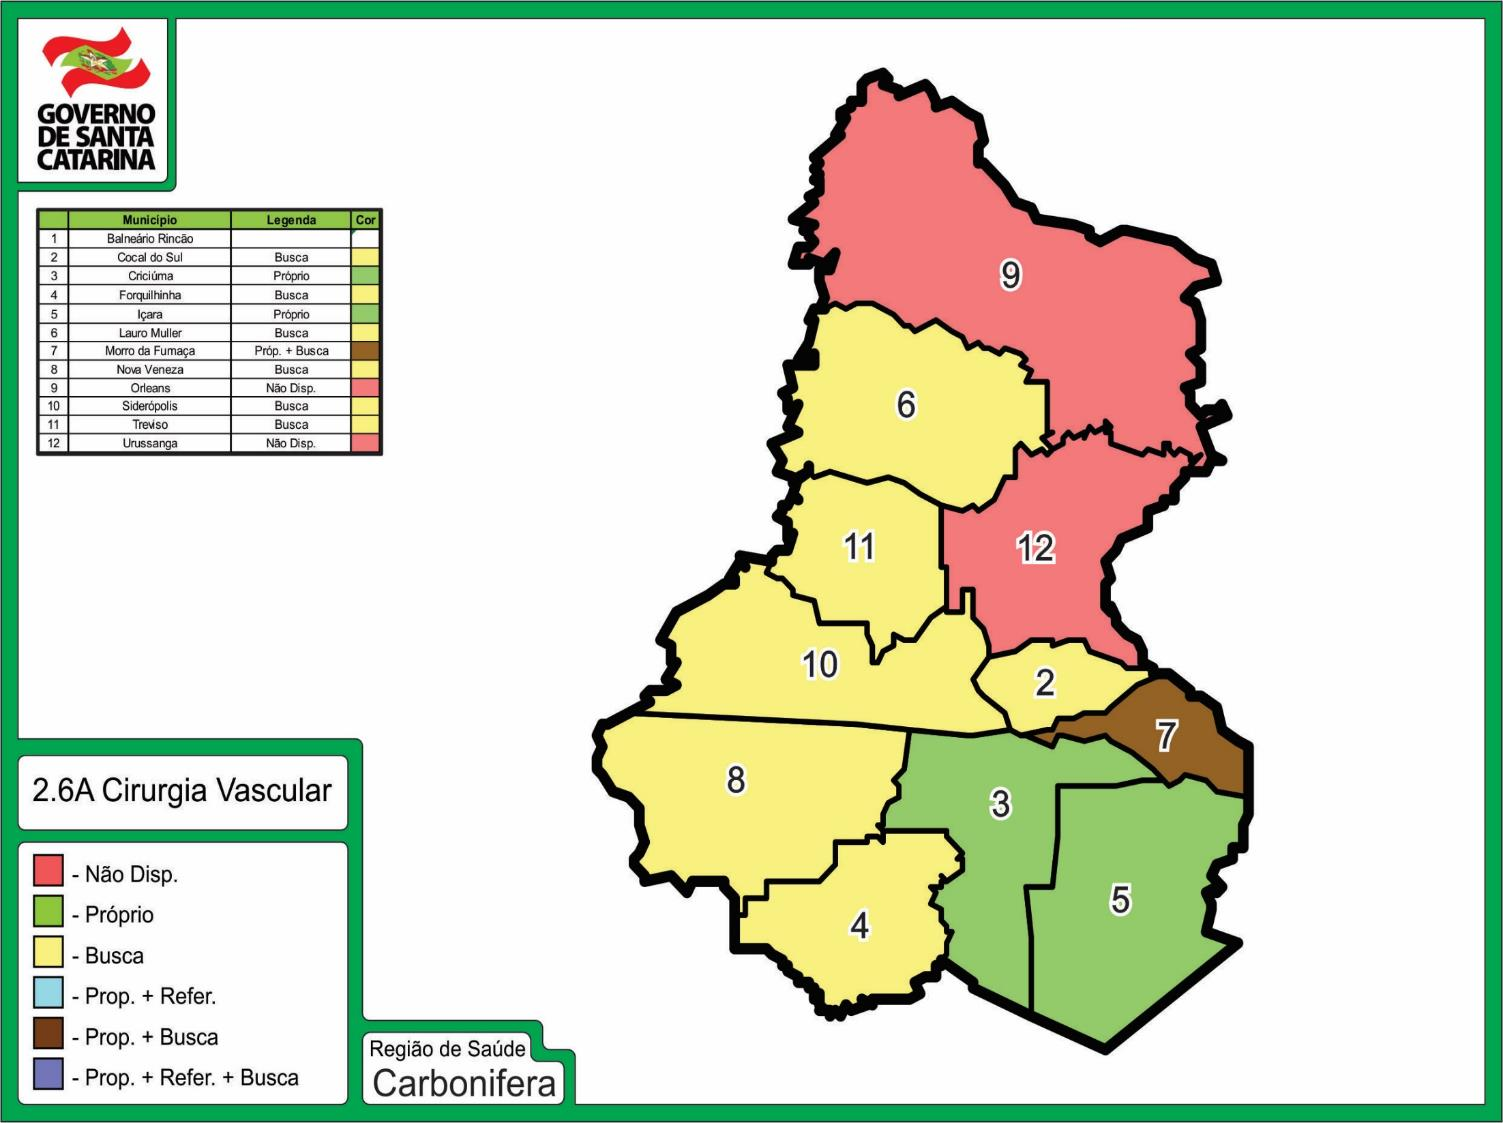 GOVERNO
DE SANTA
CATARINA
Município Legenda Cor
1 Balneário Rincão
2 Cocal do Sul Busca
3 Criciúma Próprio
4 Forquilhinha Busca
5 Içara Próprio
6 Lauro Muller Busca
7 Morro da Fumaça Próp. + Busca
8 Nova Veneza Busca
9 Orleans Não Disp.
10 Siderópolis Busca
11 Treviso Busca
12 Urussanga Não Disp.
9
6
11
12
10
2
7
8
3
5
4
2.6A Cirurgia Vascular
- Não Disp.
- Próprio
- Busca
- Prop. + Refer.
- Prop. + Busca
- Prop. + Refer. + Busca
Região de Saúde
Carbonifera